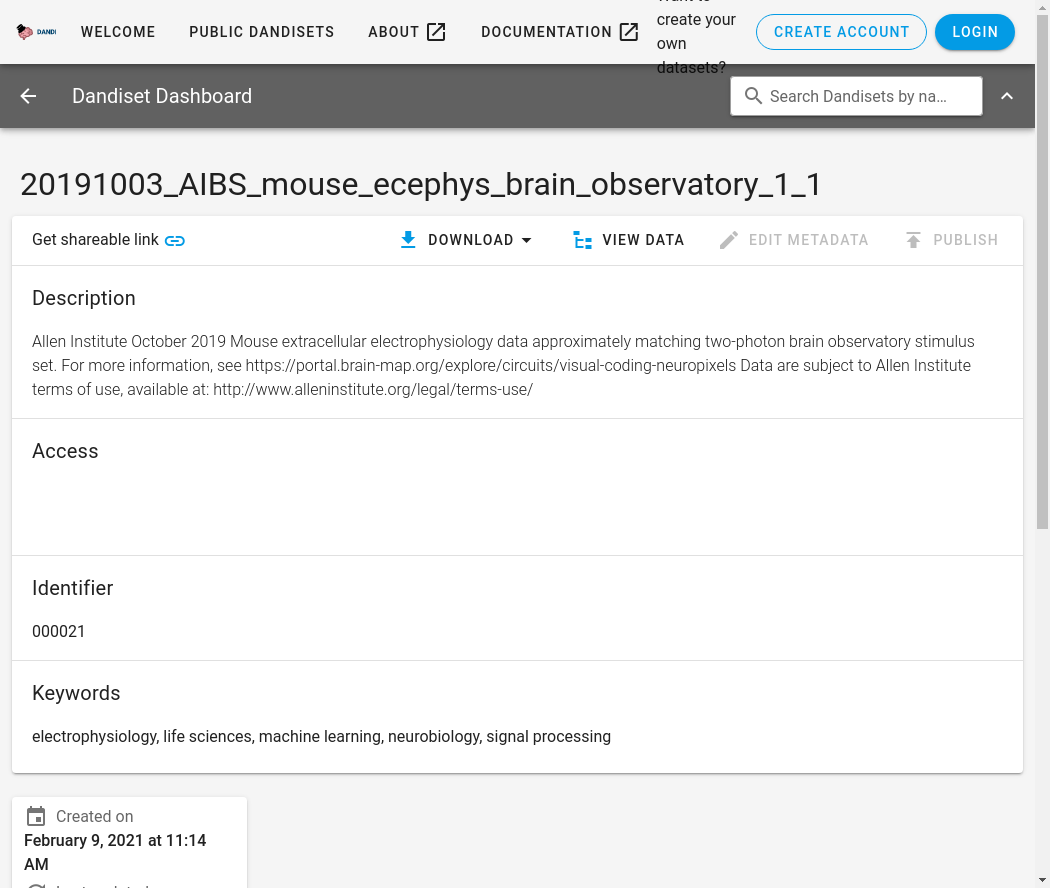 DANDI
WELCOME
PUBLIC DANDISETS
ABOUT
DOCUMENTATION
create your
own
datasets?
CREATE ACCOUNT
LOGIN
Dandiset Dashboard
Search Dandisets by na…
20191003_AIBS_mouse_ecephys_brain_observatory_1_1
Get shareable link
DOWNLOAD
VIEW DATA
EDIT METADATA
PUBLISH
Description
Allen Institute October 2019 Mouse extracellular electrophysiology data approximately matching two-photon brain observatory stimulus
set. For more information, see https://portal.brain-map.org/explore/circuits/visual-coding-neuropixels Data are subject to Allen Institute
terms of use, available at: http://www.alleninstitute.org/legal/terms-use/
Access
Identifier
000021
Keywords
electrophysiology, life sciences, machine learning, neurobiology, signal processing
Created on
February 9, 2021 at 11:14
AM